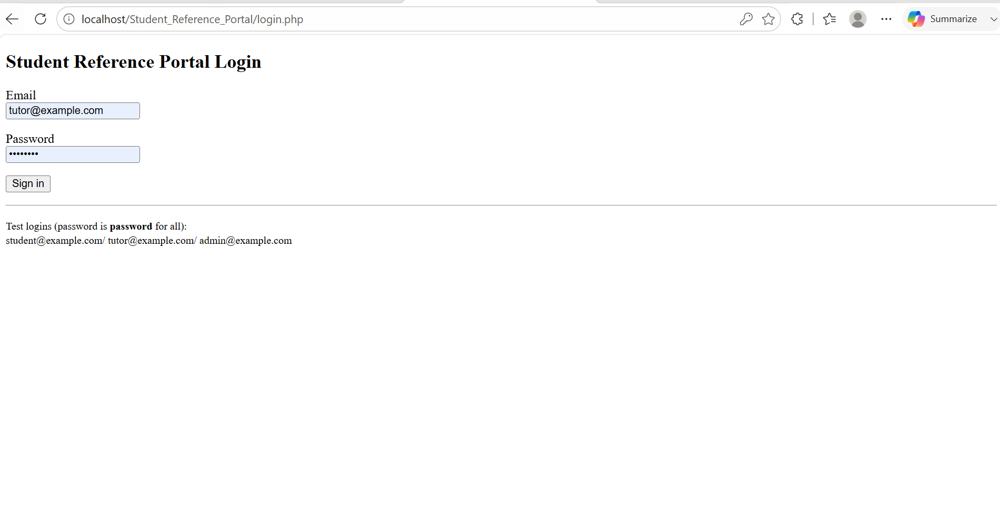 localhost/Student_Reference_Portal/login.php
Summarize
Student Reference Portal Login
Email
tutor@example.com
Password
••••••••
Sign in
Test logins (password is password for all):
student@example.com/ tutor@example.com/ admin@example.com